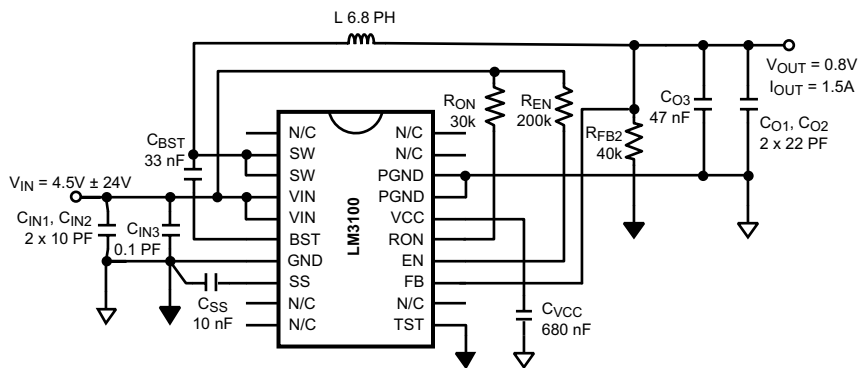 L 6.8 PH
VOUT = 0.8V
IOUT = 1.5A
RON
30k
REN
200k
CO3
47 nF
CO1, CO2
2 x 22 PF
RFB2
40k
CBST
33 nF
VIN = 4.5V ± 24V
CIN1, CIN2
2 x 10 PF
CIN3
0.1 PF
CSS
10 nF
N/C
SW
SW
VIN
VIN
BST
GND
SS
N/C
N/C
LM3100
N/C
N/C
PGND
PGND
VCC
RON
EN
FB
N/C
TST
CVCC
680 nF